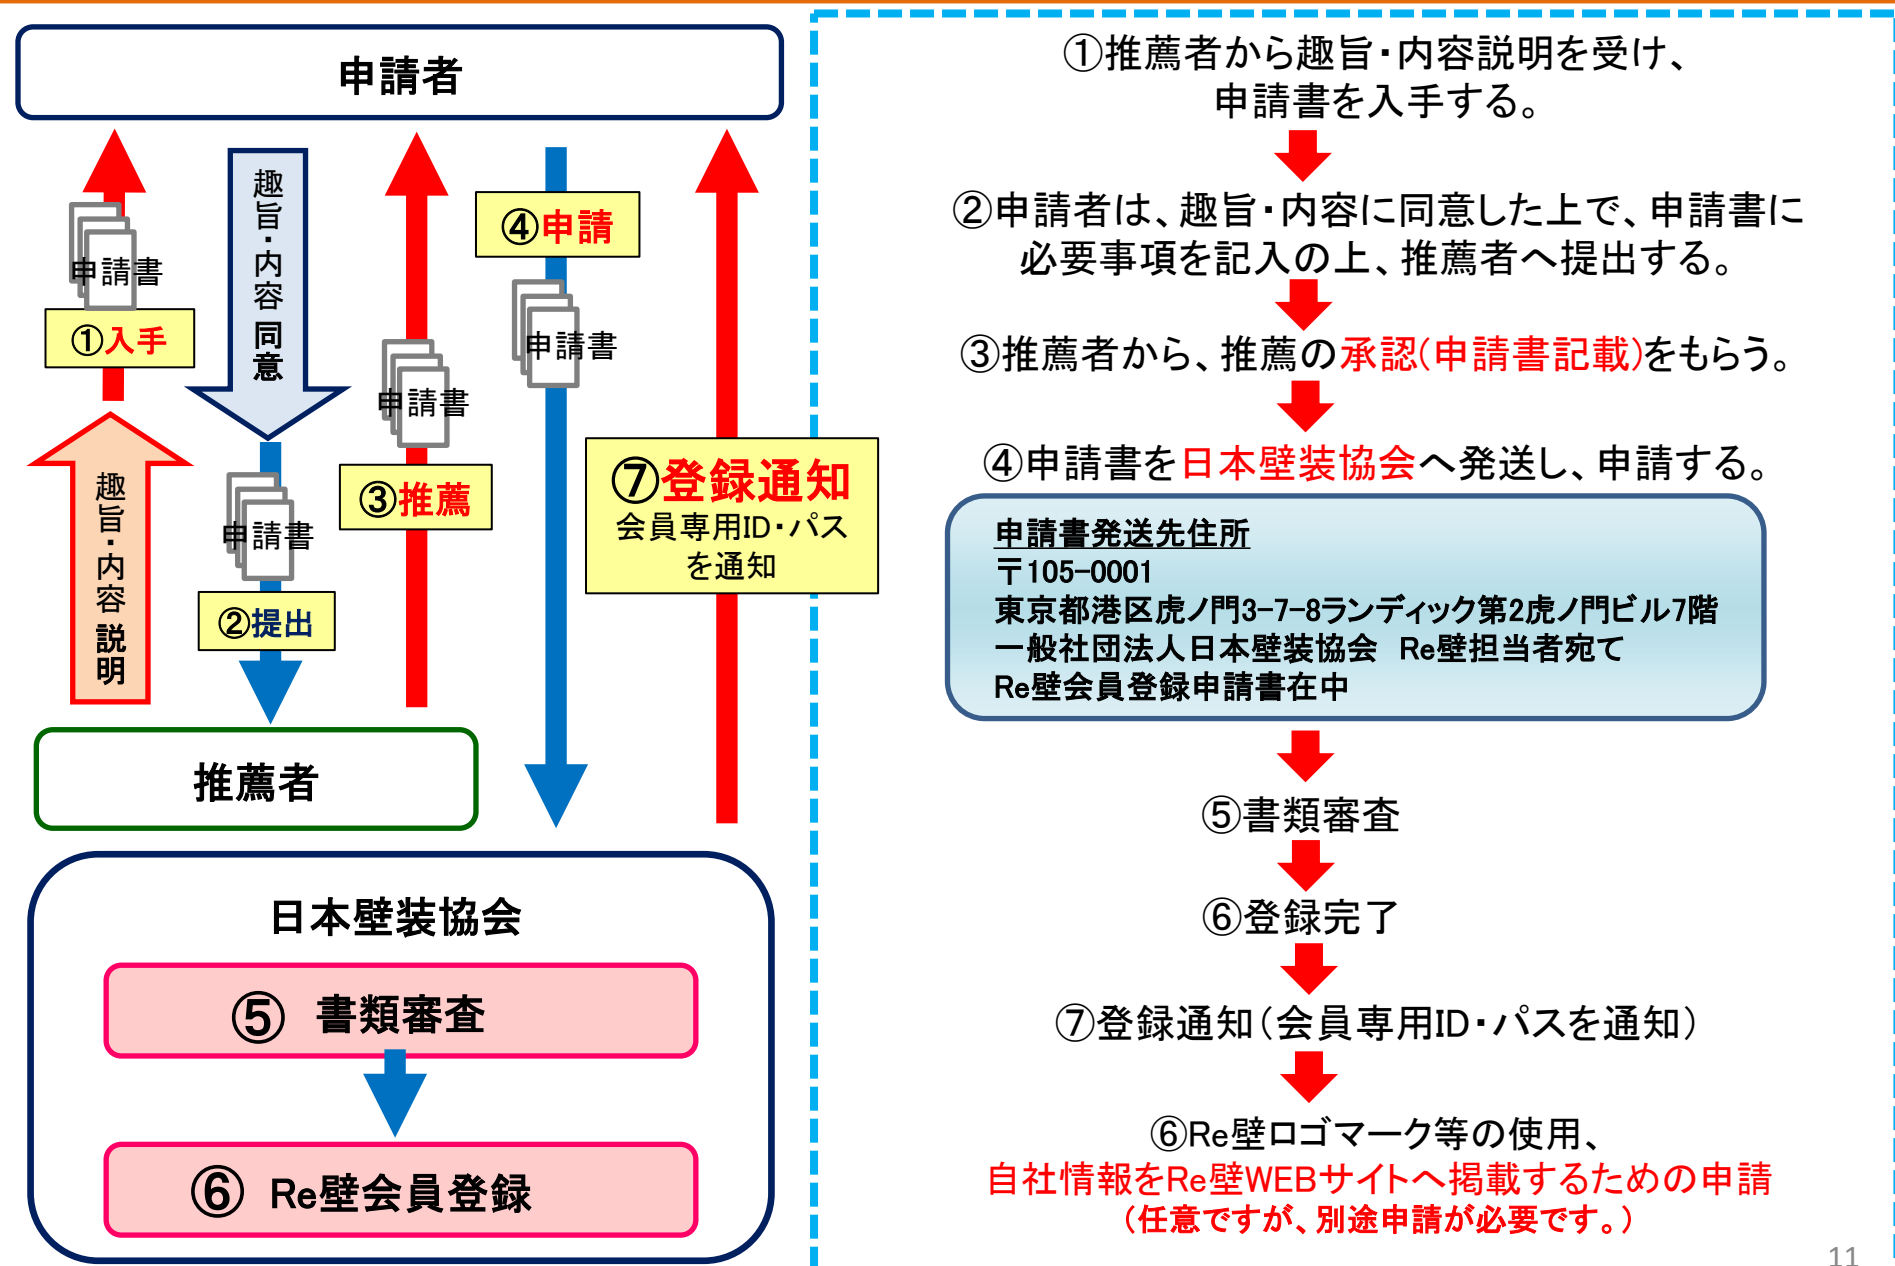 申請者
申請書
①入手
趣旨・内容 説明
趣旨・内容 同意
申請書
②提出
申請書
③推薦
④申請
申請書
⑦登録通知
会員専用ID・パス
を通知
推薦者
日本壁装協会
⑤ 書類審査
⑥ Re壁会員登録
①推薦者から趣旨・内容説明を受け、
申請書を入手する。
②申請者は、趣旨・内容に同意した上で、申請書に
必要事項を記入の上、推薦者へ提出する。
③推薦者から、推薦の承認(申請書記載)をもらう。
④申請書を日本壁装協会へ発送し、申請する。
申請書発送先住所
〒105-0001
東京都港区虎ノ門3-7-8ランディック第2虎ノ門ビル7階
一般社団法人日本壁装協会　Re壁担当者宛て
Re壁会員登録申請書在中
⑤書類審査
⑥登録完了
⑦登録通知(会員専用ID・パスを通知)
⑥Re壁ロゴマーク等の使用、
自社情報をRe壁WEBサイトへ掲載するための申請
(任意ですが、別途申請が必要です。)
11